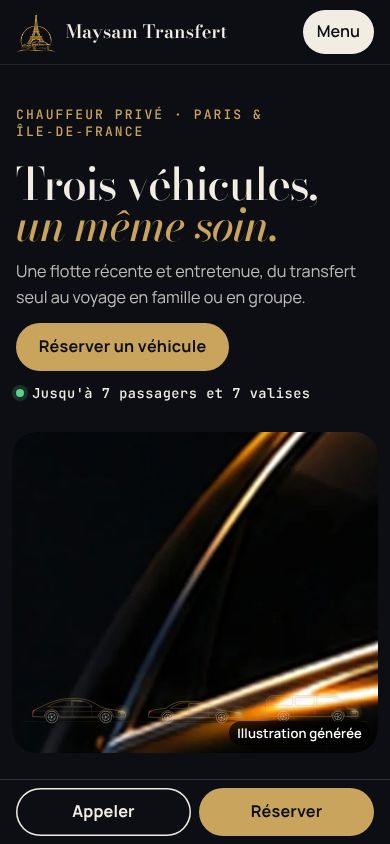 Maysam Transfert
Menu
CHAUFFEUR PRIVÉ · PARIS &
ÎLE-DE-FRANCE
Trois véhicules,
un même soin.
Une flotte récente et entretenue, du transfert
seul au voyage en famille ou en groupe.
Réserver un véhicule
Jusqu'à 7 passagers et 7 valises
Illustration générée
Appeler
Réserver